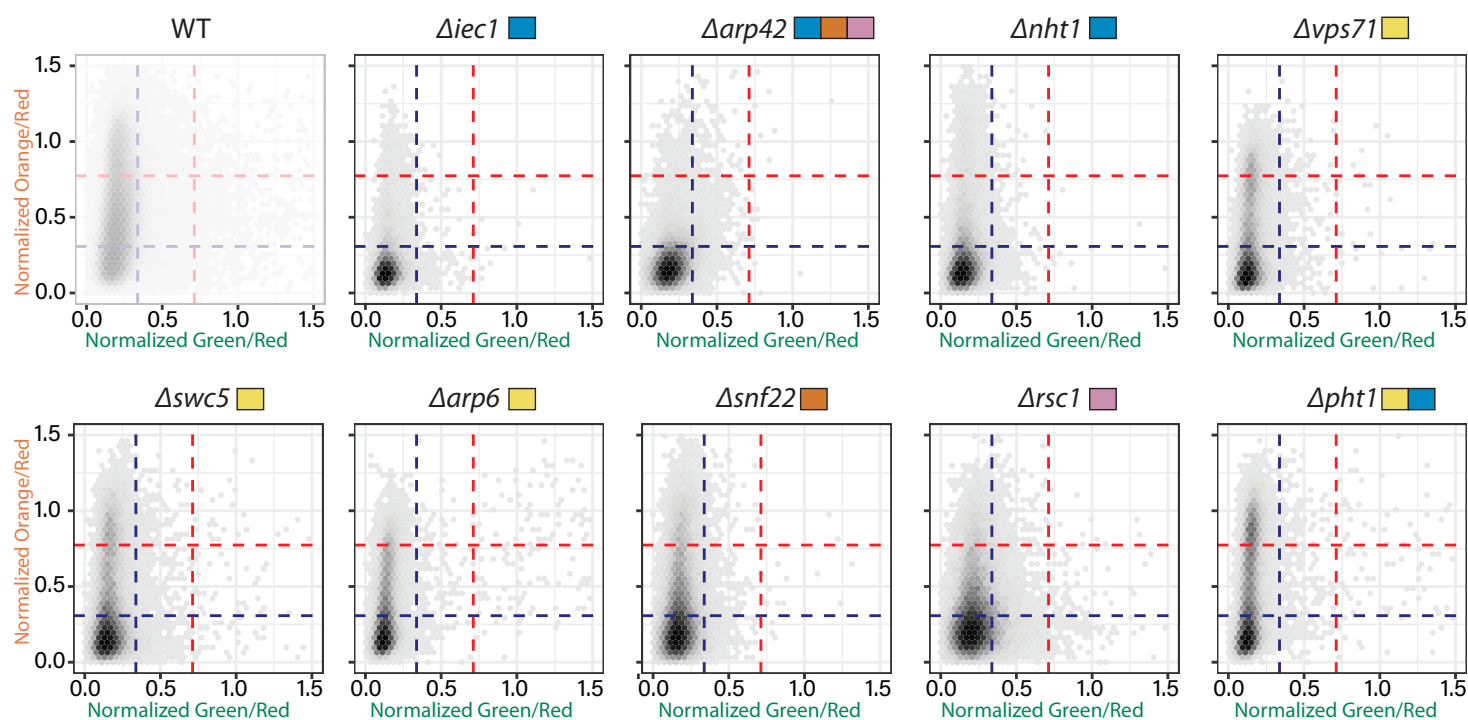 WT Δiec1 Δarp42 Δnht1 Δvps71
Normalized Orange/Red
1.5
1.0
0.5
0.0
0.0 0.5 1.0 1.5 0.0 0.5 1.0 1.5 0.0 0.5 1.0 1.5 0.0 0.5 1.0 1.5 0.0 0.5 1.0 1.5
Normalized Green/Red Normalized Green/Red Normalized Green/Red Normalized Green/Red Normalized Green/Red
Δswc5 Δarp6 Δsnf22 Δrsc1 Δpht1
Normalized Orange/Red
1.5
1.0
0.5
0.0
0.0 0.5 1.0 1.5 0.0 0.5 1.0 1.5 0.0 0.5 1.0 1.5 0.0 0.5 1.0 1.5 0.0 0.5 1.0 1.5
Normalized Green/Red Normalized Green/Red Normalized Green/Red Normalized Green/Red Normalized Green/Red